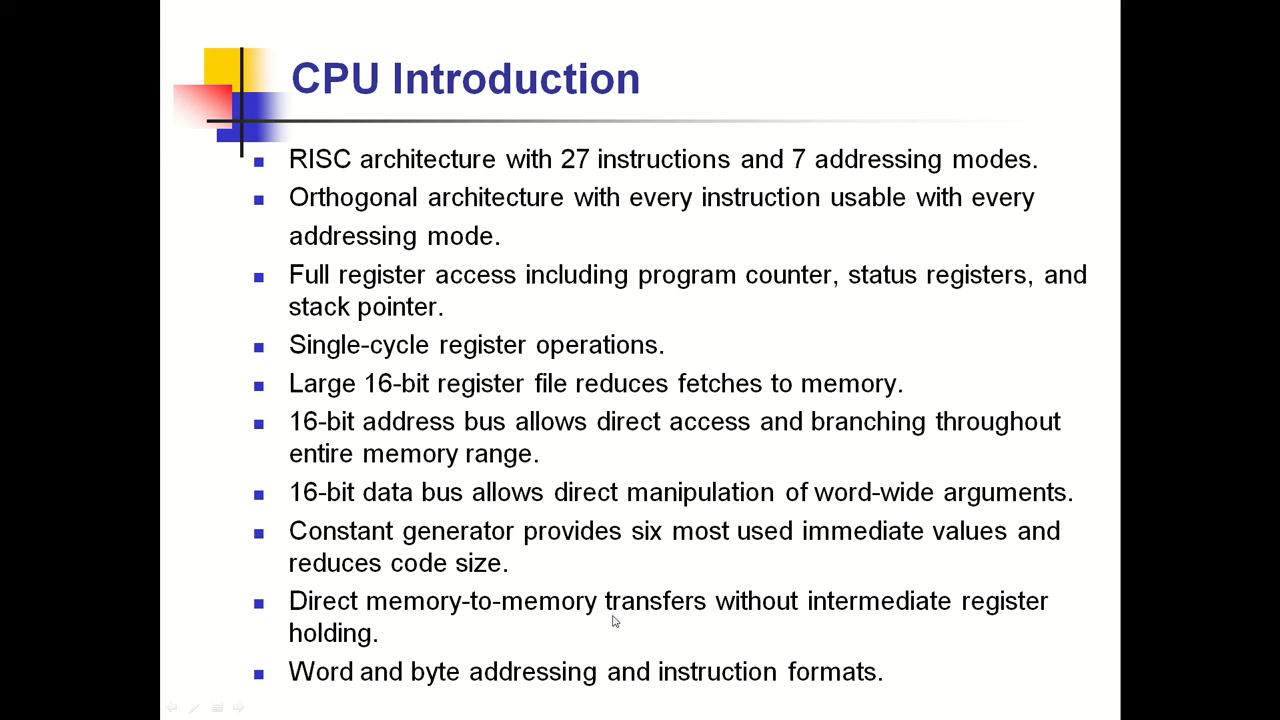 CPU Introduction
RISC architecture with 27 instructions and 7 addressing modes.
Orthogonal architecture with every instruction usable with every
addressing mode.
Full register access including program counter, status registers, and
stack pointer.
Single-cycle register operations.
Large 16-bit register file reduces fetches to memory.
16-bit address bus allows direct access and branching throughout
entire memory range.
16-bit data bus allows direct manipulation of word-wide arguments.
Constant generator provides six most used immediate values and
reduces code size.
Direct memory-to-memory transfers without intermediate register
holding.
Word and byte addressing and instruction formats.